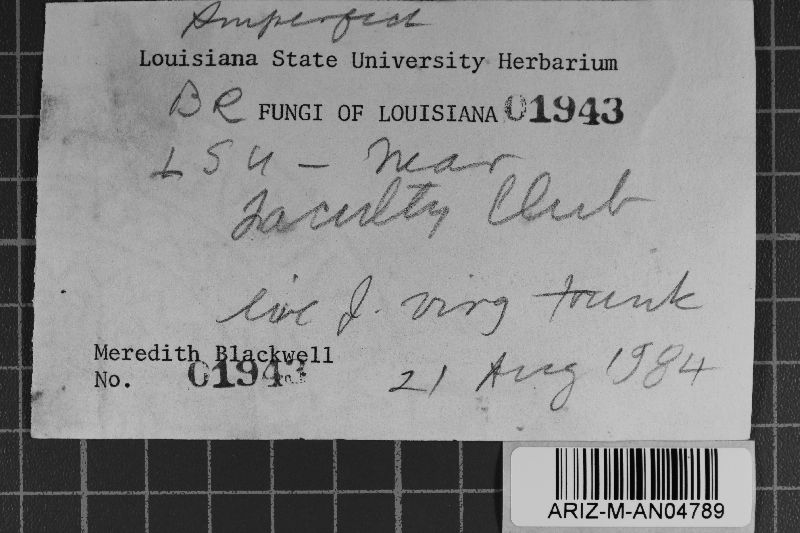 Imperfect
Louisiana State University Herbarium
BR FUNGI OF LOUISIANA 01943
LSU - Near
Faculty Club
live J. virg trunk
Meredith Blackwell
No. 01943
21 Aug 1984
ARIZ-M-AN04789